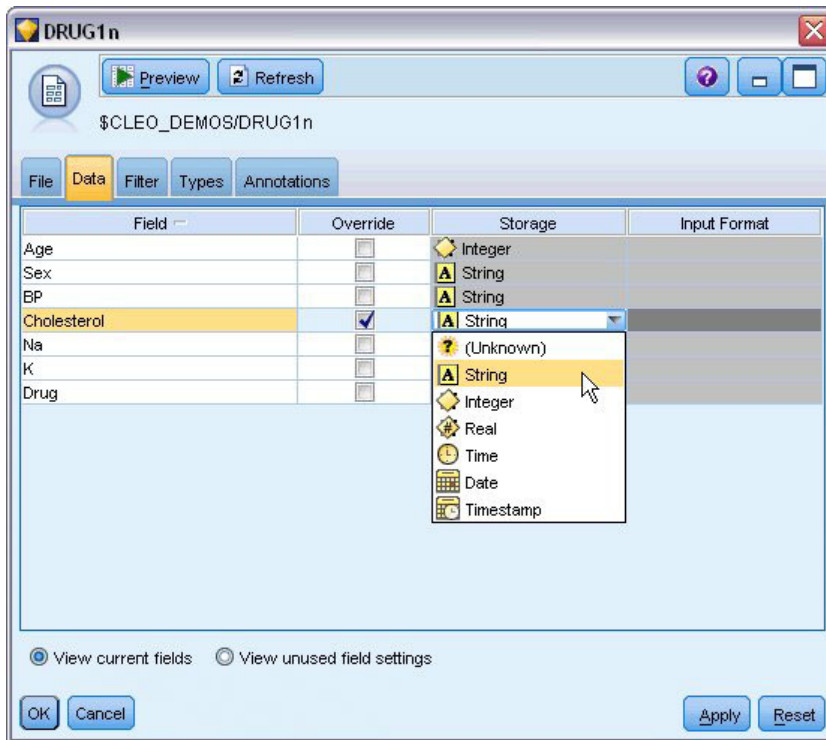 DRUG1n
Preview Refresh
$CLEO_DEMOS/DRUG1n
File Data Filter Types Annotations
Field Override Storage Input Format
Age Integer
Sex String
BP String
Cholesterol String
Na (Unknown)
K String
Drug Integer
Real
Time
Date
Timestamp
View current fields View unused field settings
OK Cancel Apply Reset